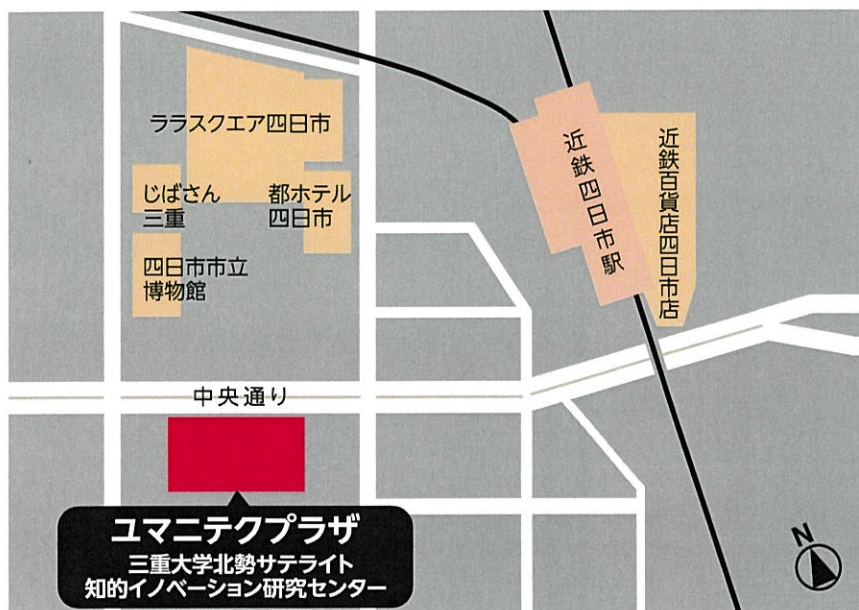 ララスクエア四日市
じばさん
三重
都ホテル
四日市
四日市市立
博物館
近鉄四日市駅
近鉄百貨店四日市店
中央通り
ユマニテクプラザ
三重大学北勢サテライト
知的イノベーション研究センター
N